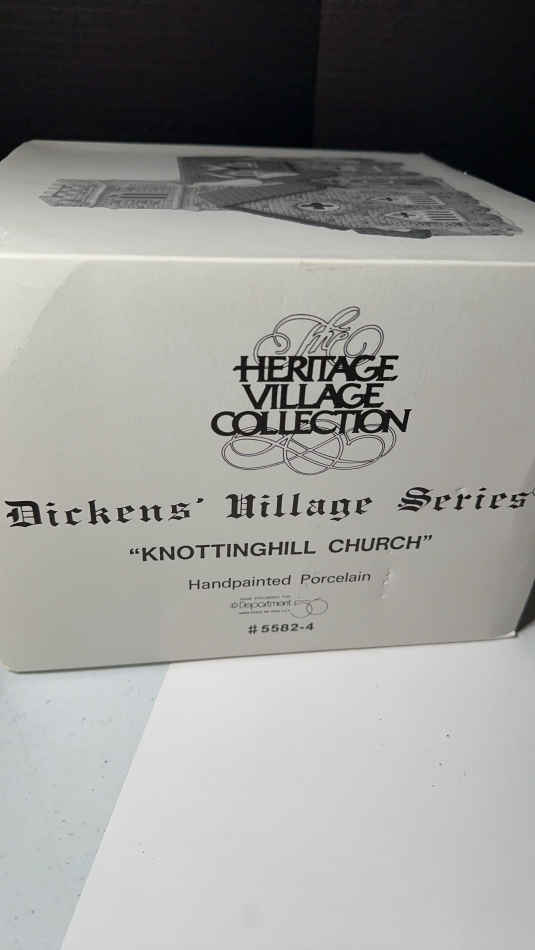 The
HERITAGE
VILLAGE
COLLECTION
Dickens' Village Series
"KNOTTINGHILL CHURCH"
Handpainted Porcelain
© Department 56
#5582-4